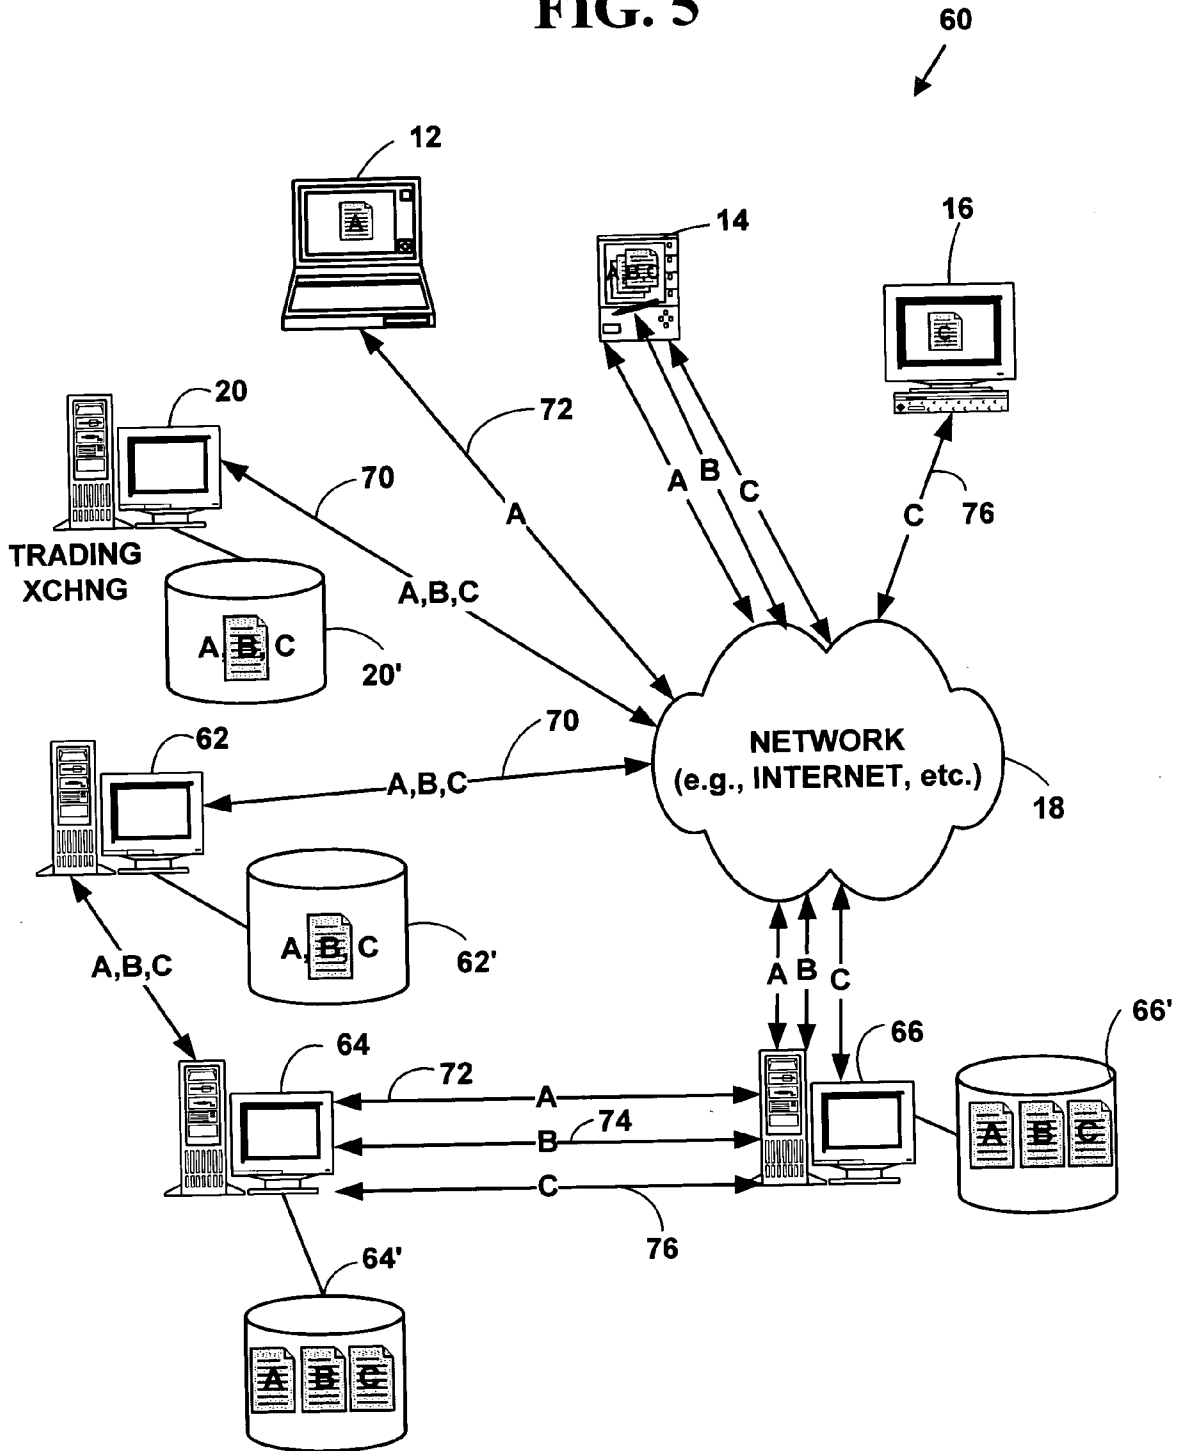 FIG. 5
60
12
A
14
A,B,C
16
C
20
72
70
A
A
B
C
C
76
TRADING
XCHNG
A,B,C
A, B, C
20'
62
70
A,B,C
NETWORK
(e.g., INTERNET, etc.)
18
A, B, C
62'
A,B,C
A
B
C
66
66'
64
72
A
74
B
C
76
A
B
C
64'
A
B
C